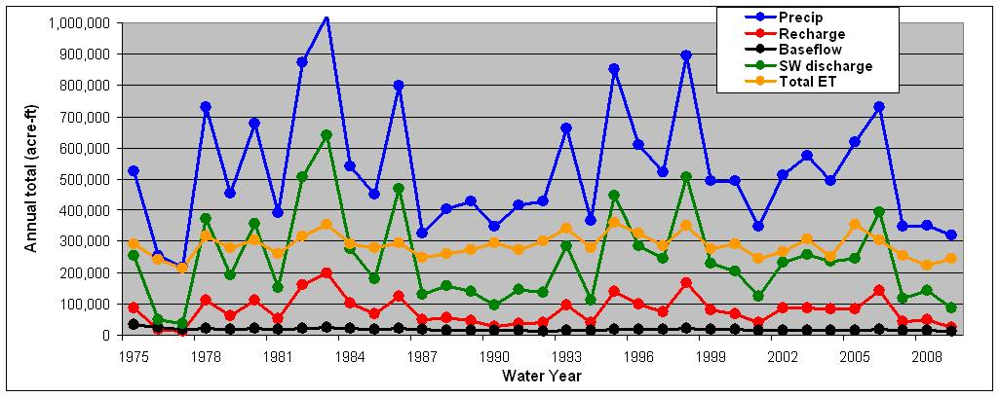 Precip
Recharge
Baseflow
SW discharge
Total ET
Annual total (acre-ft)
1,000,000
900,000
800,000
700,000
600,000
500,000
400,000
300,000
200,000
100,000
0
1975 1978 1981 1984 1987 1990 1993 1996 1999 2002 2005 2008
Water Year